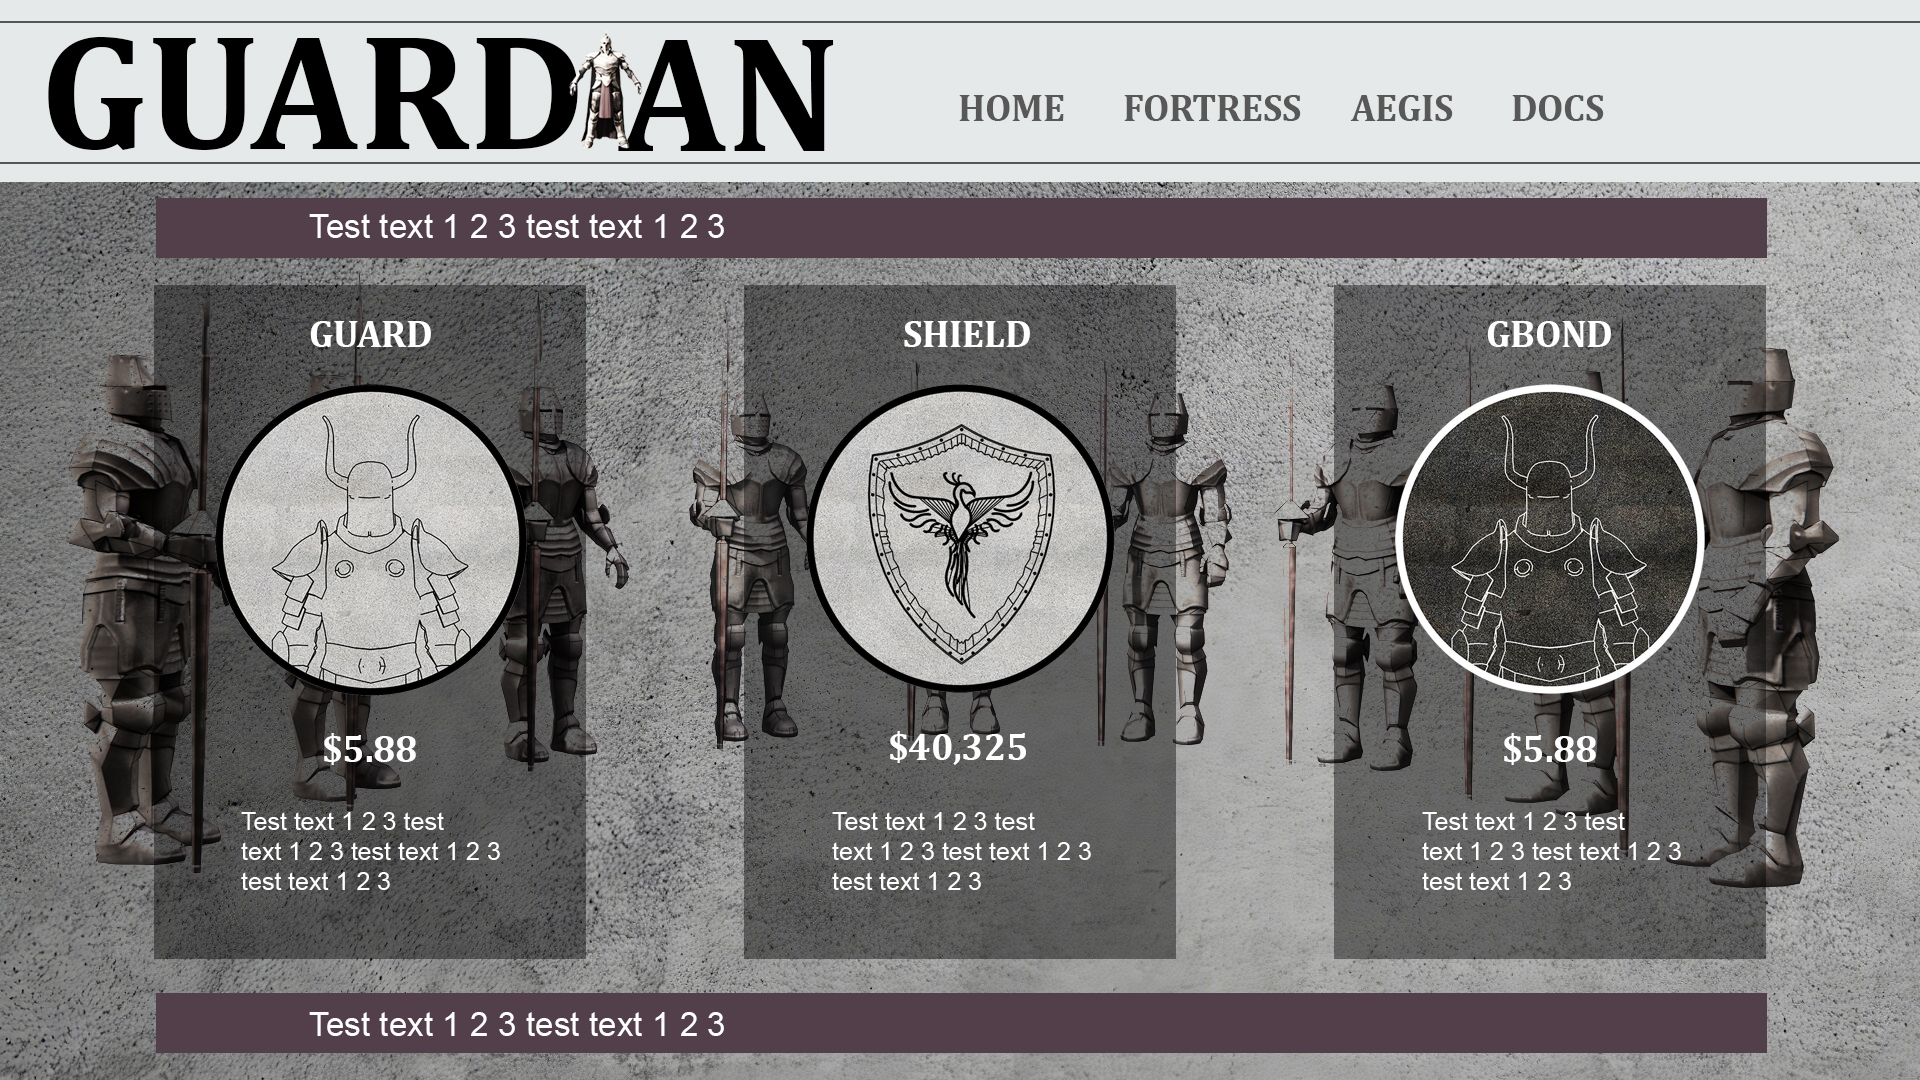 GUARDIAN
HOME FORTRESS AEGIS DOCS
Test text 1 2 3 test text 1 2 3
GUARD
$5.88
Test text 1 2 3 test
text 1 2 3 test text 1 2 3
test text 1 2 3
SHIELD
$40,325
Test text 1 2 3 test
text 1 2 3 test text 1 2 3
test text 1 2 3
GBOND
$5.88
Test text 1 2 3 test
text 1 2 3 test text 1 2 3
test text 1 2 3
Test text 1 2 3 test text 1 2 3